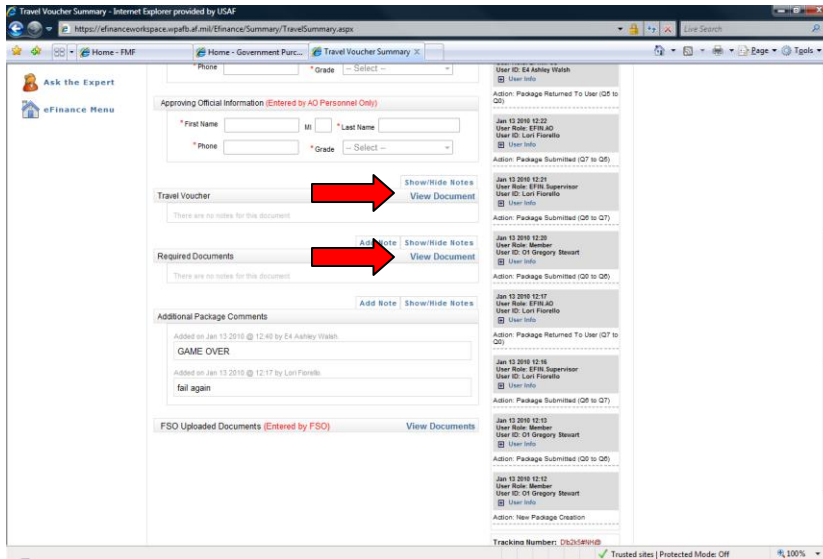 Travel Voucher Summary - Internet Explorer provided by USAF
https://efinanceworkspace.wpafb.af.mil/Efinance/Summary/TravelSummary.aspx
Live Search
Home - FMF
Home - Government Purc...
Travel Voucher Summary
Page
Tools
Ask the Expert
eFinance Menu
*Phone
*Grade
-- Select --
Approving Official Information (Entered by AO Personnel Only)
*First Name
MI
*Last Name
*Phone
*Grade
-- Select --
Show/Hide Notes
Travel Voucher
View Document
There are no notes for this document
Add Note
Show/Hide Notes
Required Documents
View Document
There are no notes for this document
Add Note
Show/Hide Notes
Additional Package Comments
Added on Jan 13 2010 @ 12:40 by E4 Ashley Walsh
GAME OVER
Added on Jan 13 2010 @ 12:17 by Lori Fiorello
fail again
FSO Uploaded Documents (Entered by FSO)
View Documents
User ID: E4 Ashley Walsh
User Info
Action: Package Returned To User (Q5 to
Q0)
Jan 13 2010 12:22
User Role: EFIN.AO
User ID: Lori Fiorello
User Info
Action: Package Submitted (Q7 to Q5)
Jan 13 2010 12:21
User Role: EFIN.Supervisor
User ID: Lori Fiorello
User Info
Action: Package Submitted (Q6 to Q7)
Jan 13 2010 12:20
User Role: Member
User ID: O1 Gregory Stewart
User Info
Action: Package Submitted (Q0 to Q6)
Jan 13 2010 12:17
User Role: EFIN.AO
User ID: Lori Fiorello
User Info
Action: Package Returned To User (Q7 to
Q0)
Jan 13 2010 12:16
User Role: EFIN.Supervisor
User ID: Lori Fiorello
User Info
Action: Package Submitted (Q6 to Q7)
Jan 13 2010 12:13
User Role: Member
User ID: O1 Gregory Stewart
User Info
Action: Package Submitted (Q0 to Q6)
Jan 13 2010 12:12
User Role: Member
User ID: O1 Gregory Stewart
User Info
Action: New Package Creation
Tracking Number:
Trusted sites | Protected Mode: Off
100%